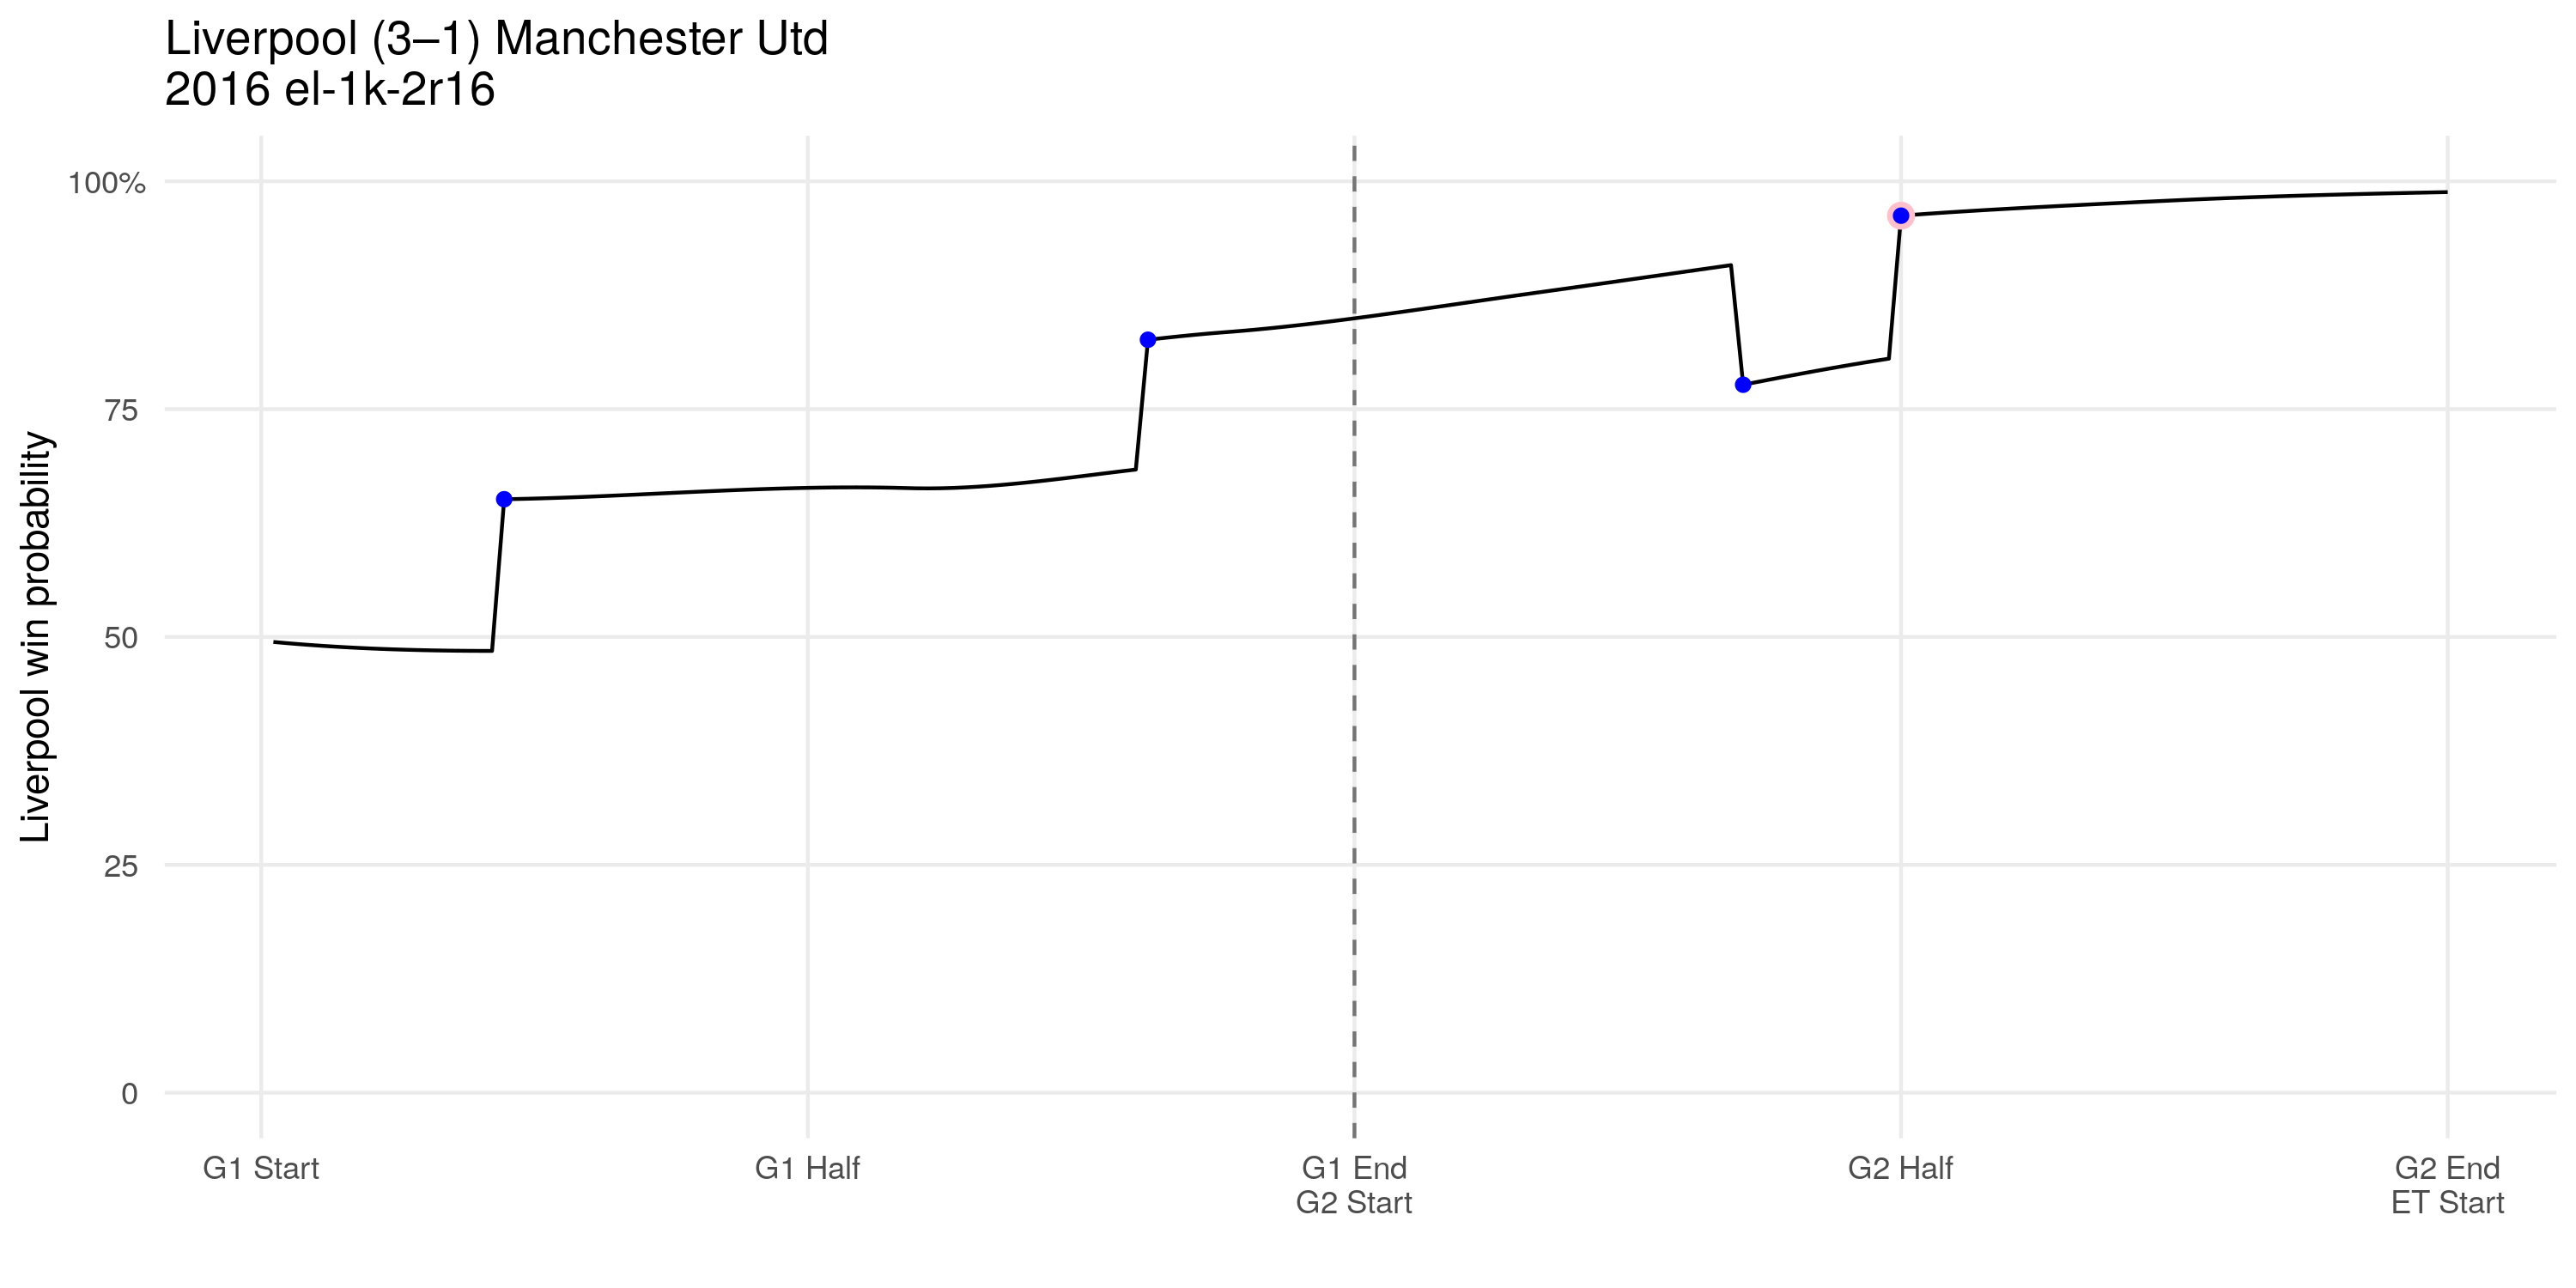 Liverpool (3–1) Manchester Utd
2016 el-1k-2r16
Liverpool win probability
100%
75
50
25
0
G1 Start
G1 Half
G1 End
G2 Start
G2 Half
G2 End
ET Start